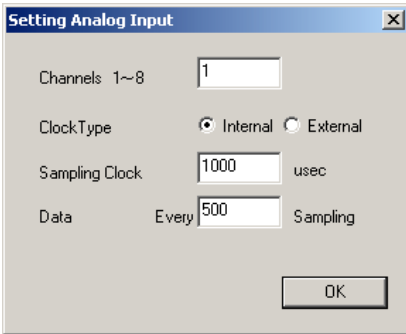 Setting Analog Input
Channels 1~8 1
ClockType Internal External
Sampling Clock 1000 usec
Data Every 500 Sampling
OK